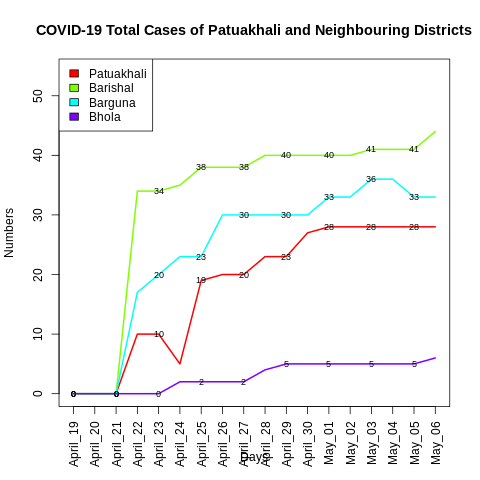 COVID-19 Total Cases of Patuakhali and Neighbouring Districts
Patuakhali
Barishal
Barguna
Bhola
Numbers
50
40
30
20
10
0
34
38
38
40
40
41
41
20
23
30
30
33
36
33
10
19
20
23
28
28
28
0
0
0
2
2
5
5
5
5
April_19
April_20
April_21
April_22
April_23
April_24
April_25
April_26
April_27
April_28
April_29
April_30
May_01
May_02
May_03
May_04
May_05
May_06
Days